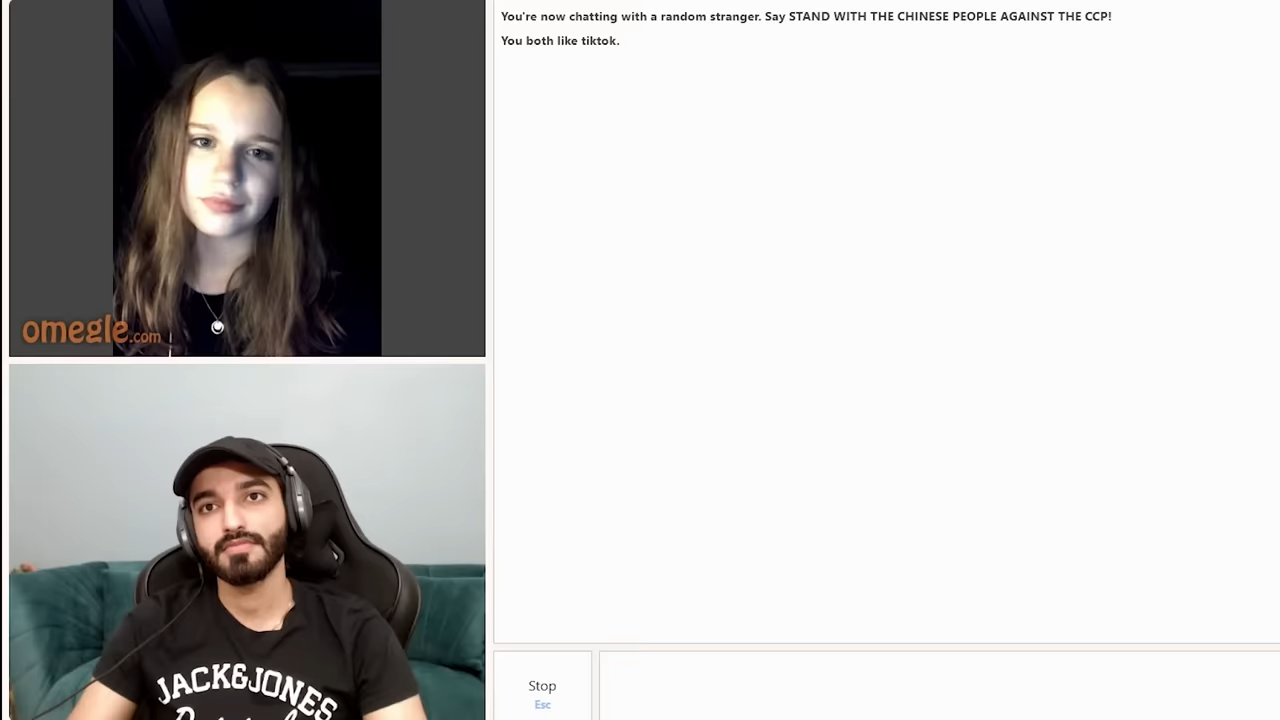 You're now chatting with a random stranger. Say STAND WITH THE CHINESE PEOPLE AGAINST THE CCP!
You both like tiktok.
omegle.com
JACK&JONES
Stop
Esc